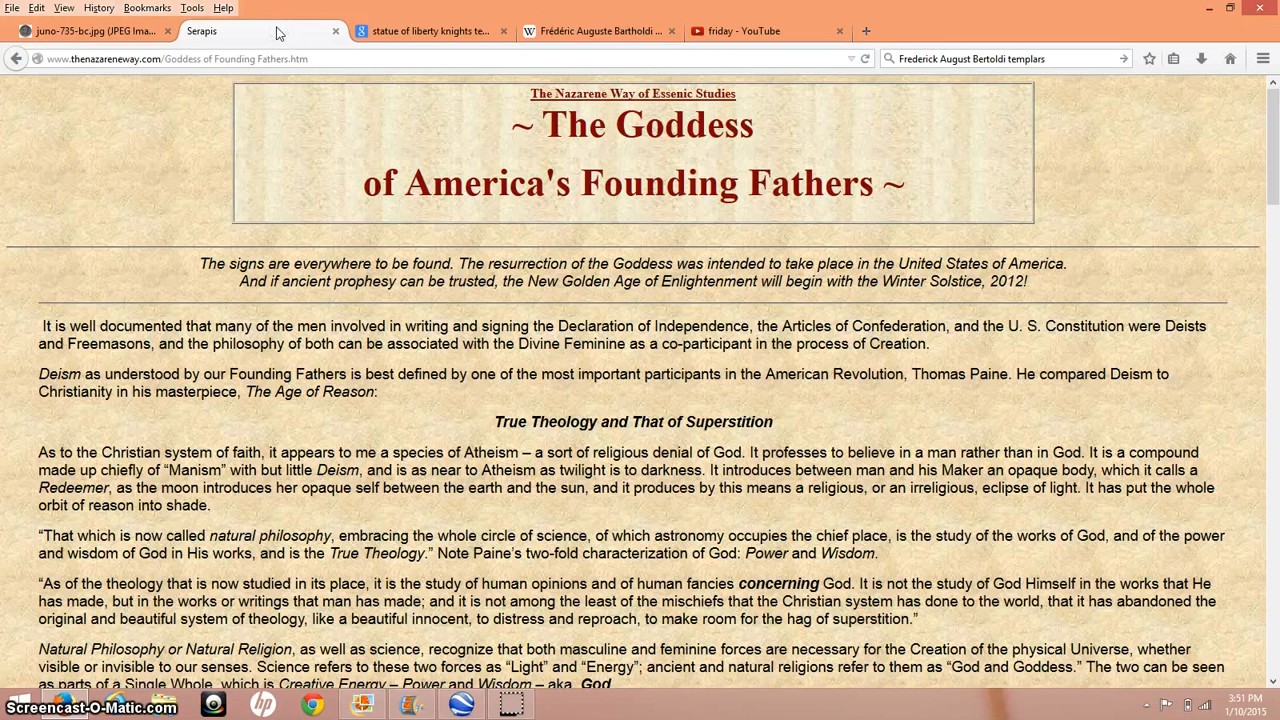 File Edit View History Bookmarks Tools Help
juno-735-bc.jpg (JPEG Ima...
Serapis
statue of liberty knights te...
Frédéric Auguste Bartholdi ...
friday - YouTube
www.thenazareneway.com/Goddess of Founding Fathers.htm
Frederick August Bertoldi templars
The Nazarene Way of Essenic Studies
~ The Goddess
of America's Founding Fathers ~
The signs are everywhere to be found. The resurrection of the Goddess was intended to take place in the United States of America.
And if ancient prophesy can be trusted, the New Golden Age of Enlightenment will begin with the Winter Solstice, 2012!
It is well documented that many of the men involved in writing and signing the Declaration of Independence, the Articles of Confederation, and the U. S. Constitution were Deists
and Freemasons, and the philosophy of both can be associated with the Divine Feminine as a co-participant in the process of Creation.
Deism as understood by our Founding Fathers is best defined by one of the most important participants in the American Revolution, Thomas Paine. He compared Deism to
Christianity in his masterpiece, The Age of Reason:
True Theology and That of Superstition
As to the Christian system of faith, it appears to me a species of Atheism – a sort of religious denial of God. It professes to believe in a man rather than in God. It is a compound
made up chiefly of “Manism” with but little Deism, and is as near to Atheism as twilight is to darkness. It introduces between man and his Maker an opaque body, which it calls a
Redeemer, as the moon introduces her opaque self between the earth and the sun, and it produces by this means a religious, or an irreligious, eclipse of light. It has put the whole
orbit of reason into shade.
“That which is now called natural philosophy, embracing the whole circle of science, of which astronomy occupies the chief place, is the study of the works of God, and of the power
and wisdom of God in His works, and is the True Theology.” Note Paine’s two-fold characterization of God: Power and Wisdom.
“As of the theology that is now studied in its place, it is the study of human opinions and of human fancies concerning God. It is not the study of God Himself in the works that He
has made, but in the works or writings that man has made; and it is not among the least of the mischiefs that the Christian system has done to the world, that it has abandoned the
original and beautiful system of theology, like a beautiful innocent, to distress and reproach, to make room for the hag of superstition.”
Natural Philosophy or Natural Religion, as well as science, recognize that both masculine and feminine forces are necessary for the Creation of the physical Universe, whether
visible or invisible to our senses. Science refers to these two forces as “Light” and “Energy”; ancient and natural religions refer to them as “God and Goddess.” The two can be seen
as parts of a Single Whole, which is Creative Energy – Power and Wisdom – aka, God
Screencast-O-Matic.com
hp
3:51 PM
1/10/2015